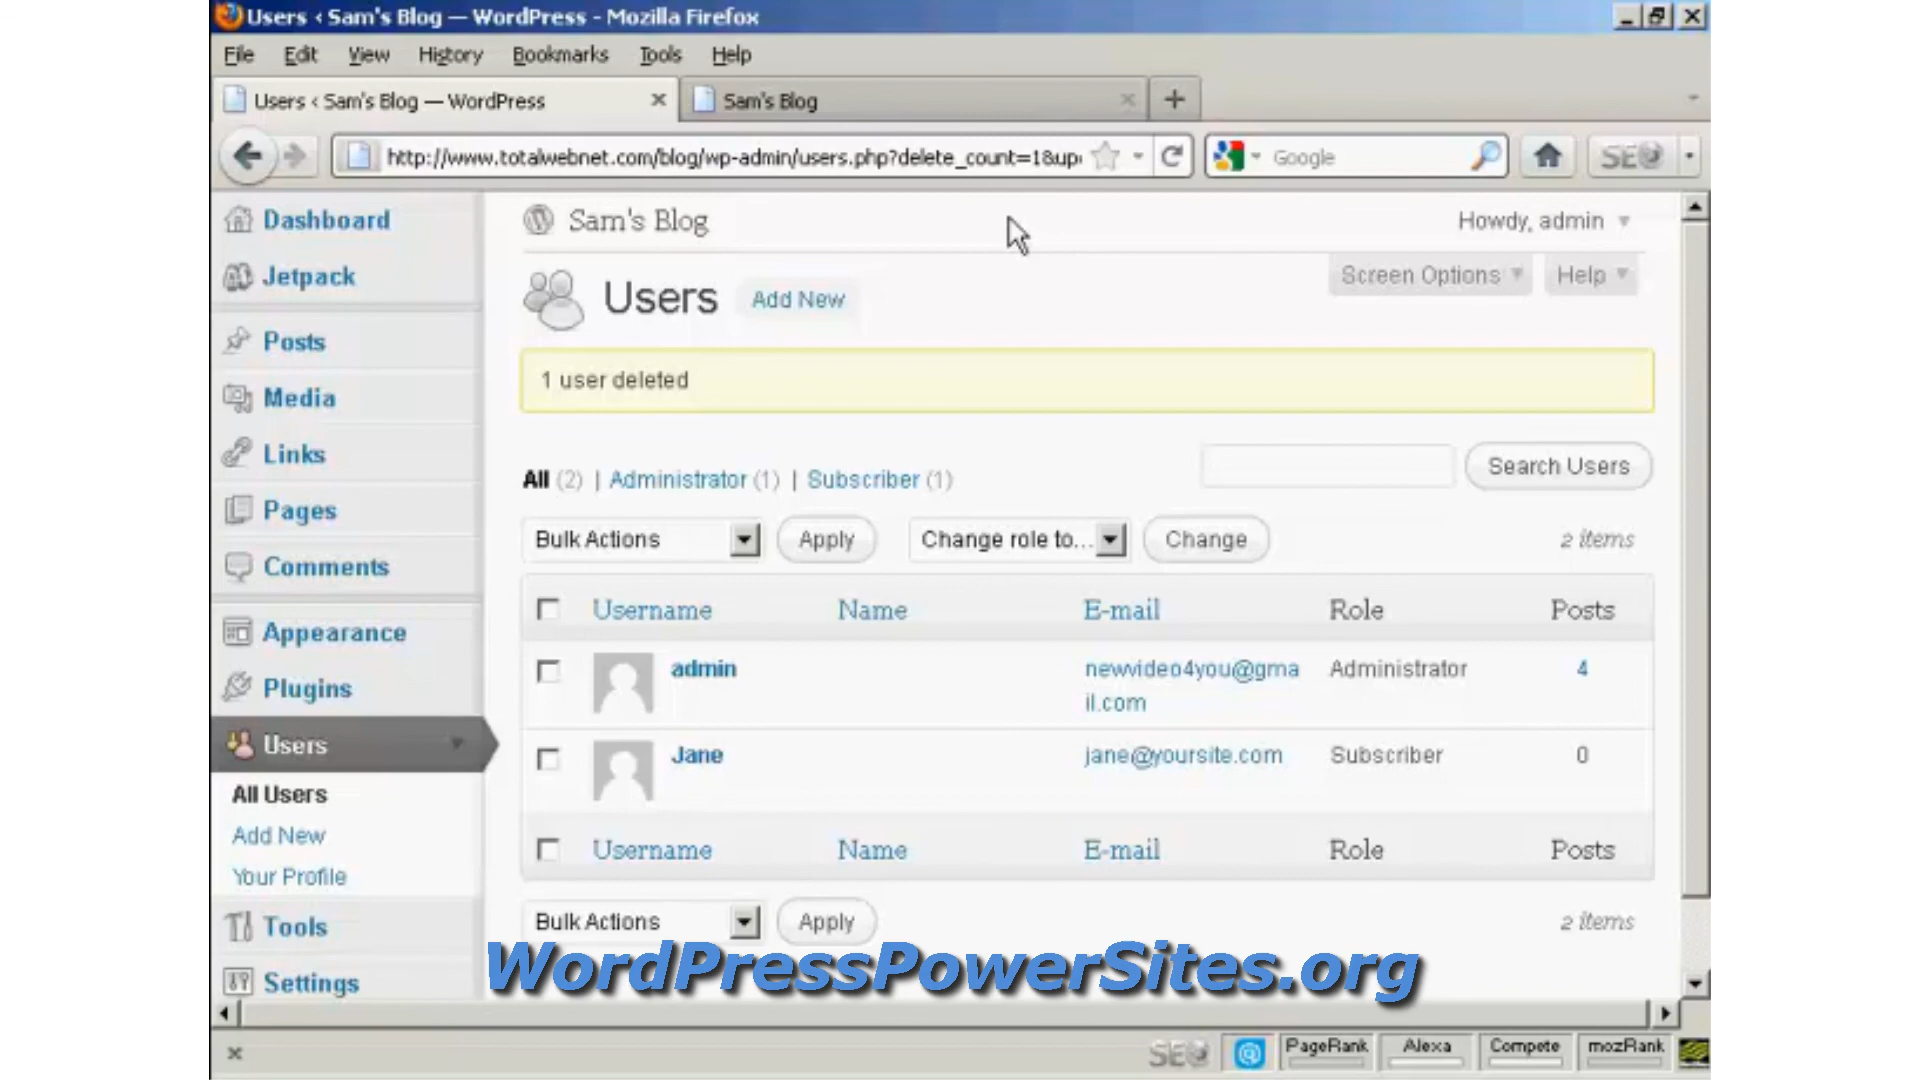 Users ‹ Sam's Blog — WordPress - Mozilla Firefox
File Edit View History Bookmarks Tools Help
Users ‹ Sam's Blog — WordPress
Sam's Blog
http://www.totalwebnet.com/blog/wp-admin/users.php?delete_count=1&up
Google
SEO
Dashboard
Jetpack
Posts
Media
Links
Pages
Comments
Appearance
Plugins
Users
All Users
Add New
Your Profile
Tools
Settings
Sam's Blog
Howdy, admin
Users Add New
Screen Options Help
1 user deleted
All (2) | Administrator (1) | Subscriber (1)
Search Users
Bulk Actions Apply Change role to... Change 2 items
Username Name E-mail Role Posts
admin newvideo4you@gma Administrator 4
il.com
Jane jane@yoursite.com Subscriber 0
Username Name E-mail Role Posts
Bulk Actions Apply 2 items
WordPressPowerSites.org
SEO PageRank Alexa Compete mozRank